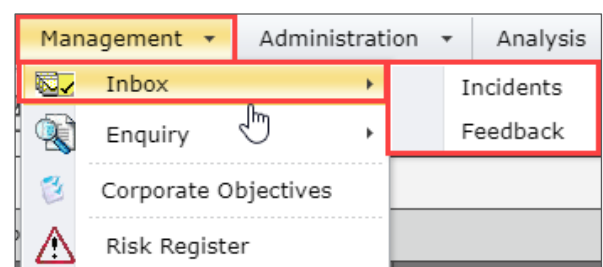 Management Administration Analysis
Inbox Incidents
Enquiry Feedback
Corporate Objectives
Risk Register